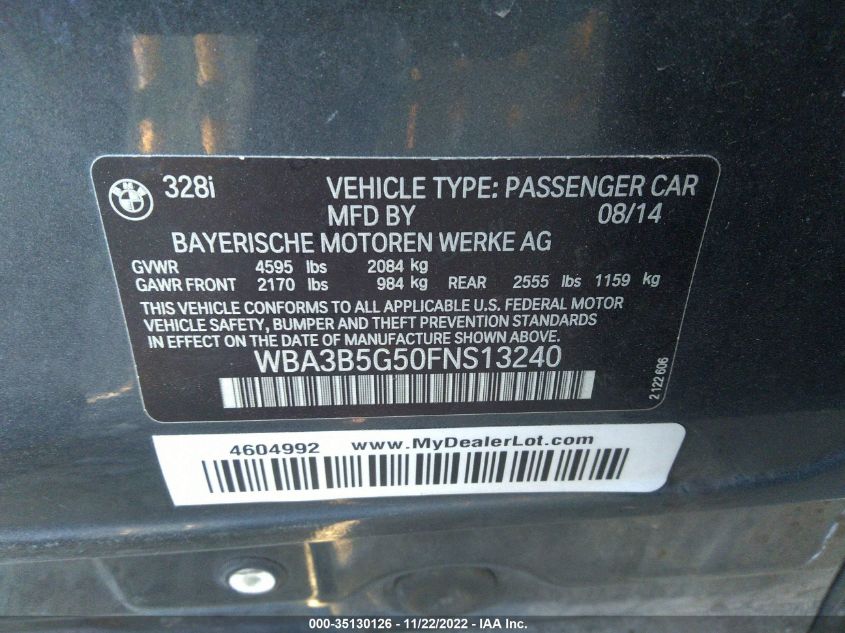 BMW
328i VEHICLE TYPE: PASSENGER CAR
MFD BY 08/14
BAYERISCHE MOTOREN WERKE AG
GVWR 4595 lbs 2084 kg
GAWR FRONT 2170 lbs 984 kg REAR 2555 lbs 1159 kg
THIS VEHICLE CONFORMS TO ALL APPLICABLE U.S. FEDERAL MOTOR
VEHICLE SAFETY, BUMPER AND THEFT PREVENTION STANDARDS
IN EFFECT ON THE DATE OF MANUFACTURE SHOWN ABOVE
WBA3B5G50FNS13240
2 122 606
4604992 www.MyDealerLot.com
000-35130126 - 11/22/2022 - © IAA Inc.